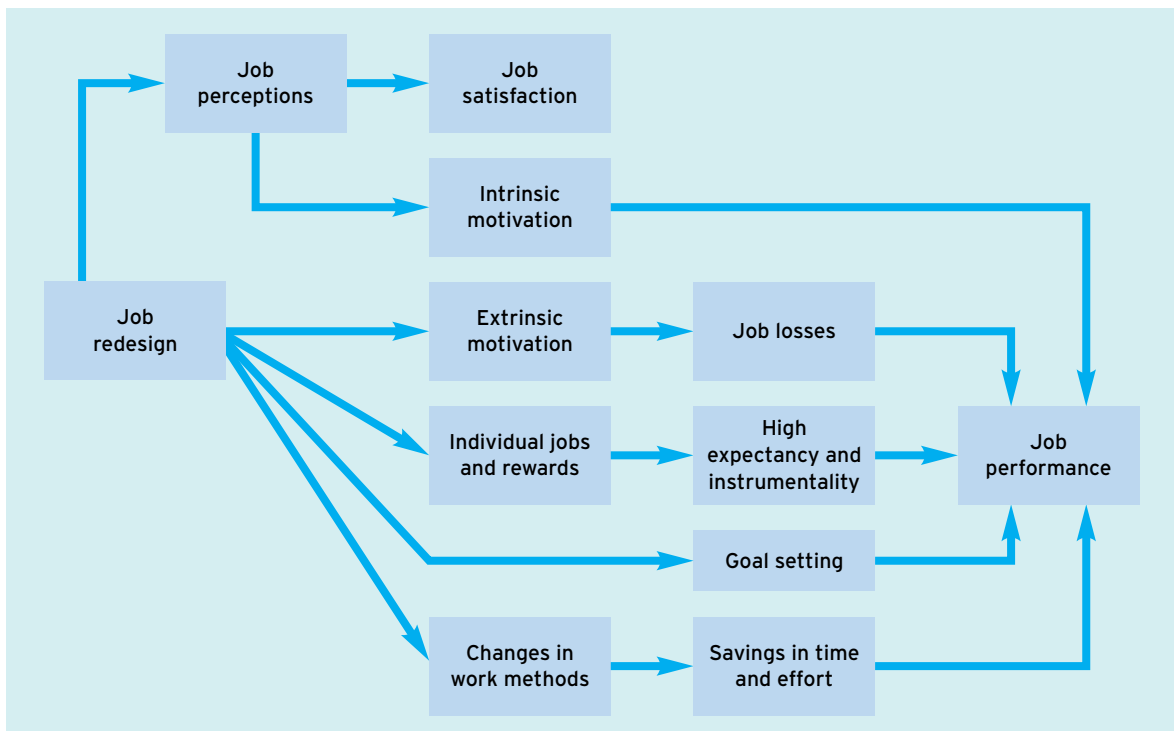 Job
perceptions
Job
satisfaction
Intrinsic
motivation
Job
redesign
Extrinsic
motivation
Job losses
Individual jobs
and rewards
High
expectancy and
instrumentality
Job
performance
Goal setting
Changes in
work methods
Savings in time
and effort